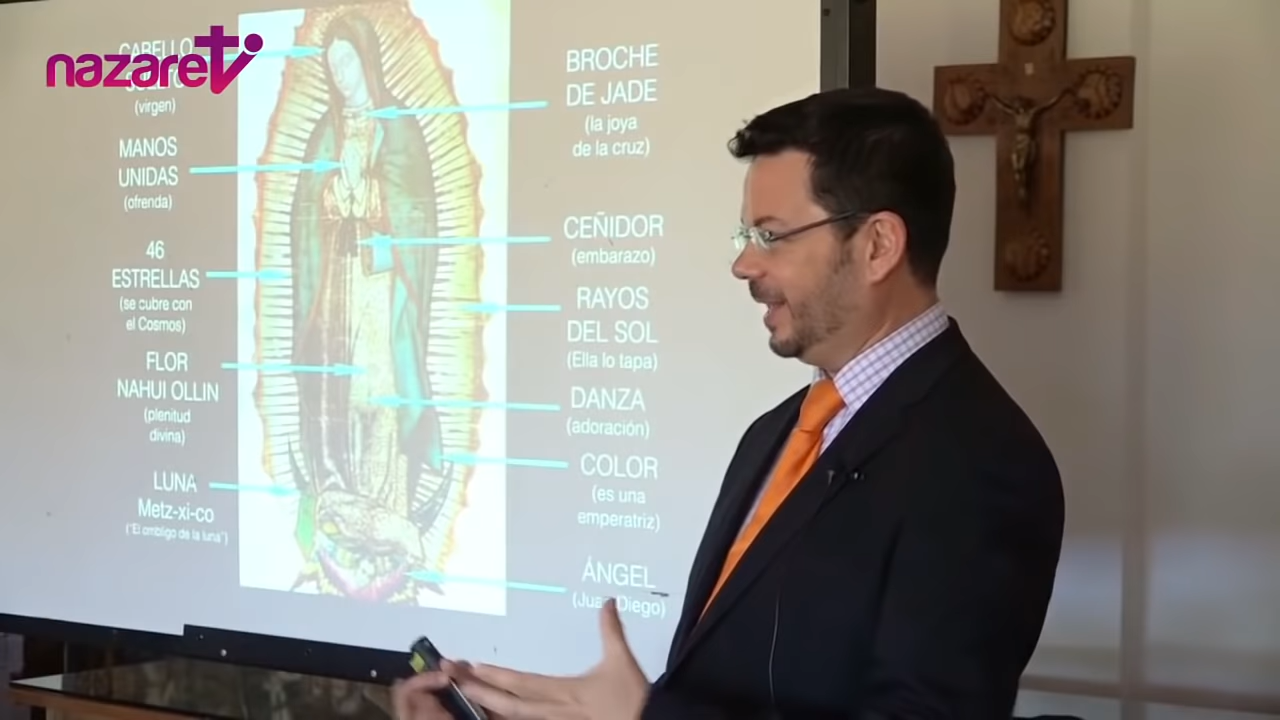 nazaretv
CABELLO
(virgen)
MANOS
UNIDAS
(ofrenda)
46
ESTRELLAS
(se cubre con
el Cosmos)
FLOR
NAHUI OLLIN
(plenitud
divina)
LUNA
Metz-xi-co
("El ombligo de la luna")
BROCHE
DE JADE
(la joya
de la cruz)
CEÑIDOR
(embarazo)
RAYOS
DEL SOL
(Ella lo tapa)
DANZA
(adoración)
COLOR
(es una
emperatriz)
ÁNGEL
(Juan Diego)